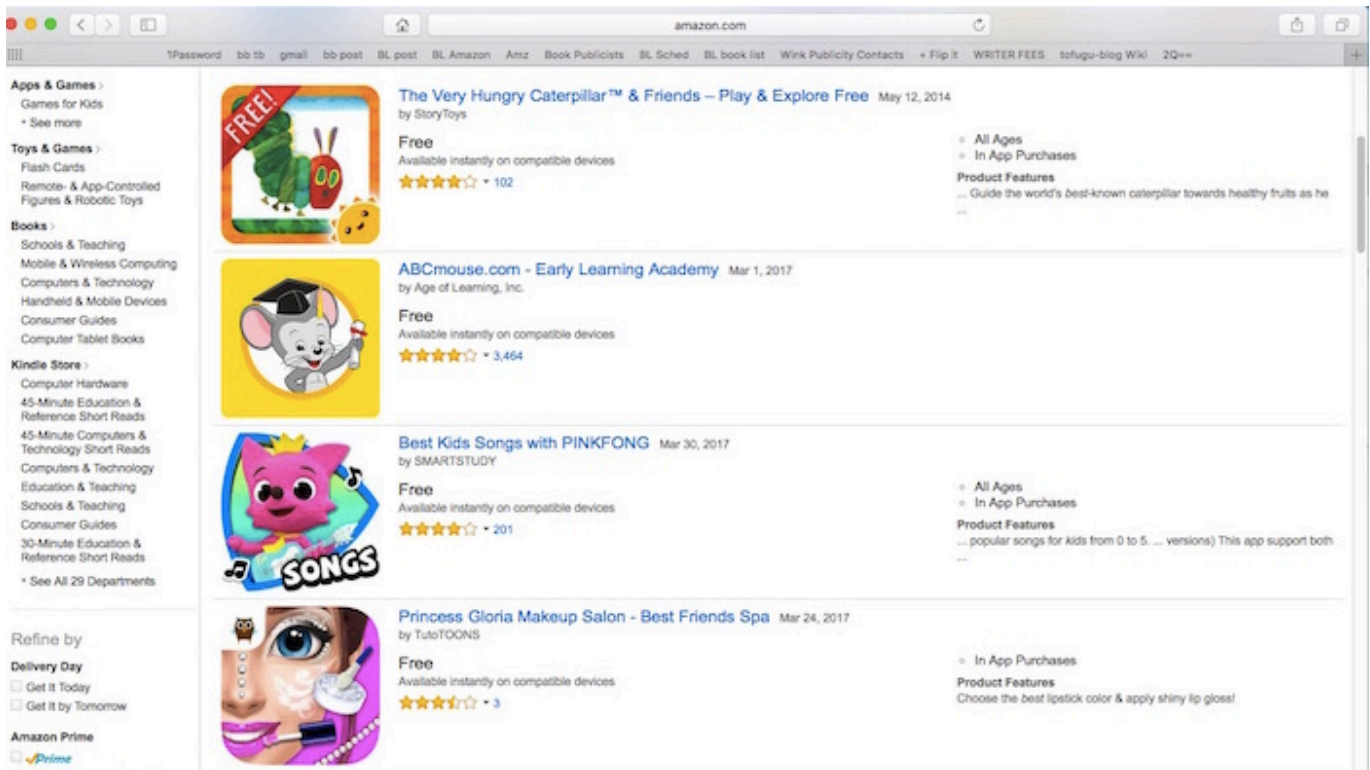 amazon.com
1Password bb tb gmail bb post BL post BL Amazon Amz Book Publicists BL Sched BL book list Wink Publicity Contacts + Flip it WRITER FEES tofugu-blog Wiki 2Q==
Apps & Games
Games for Kids
See more
Toys & Games
Flash Cards
Remote- & App-Controlled
Figures & Robotic Toys
Books
Schools & Teaching
Mobile & Wireless Computing
Computers & Technology
Handheld & Mobile Devices
Consumer Guides
Computer Tablet Books
Kindle Store
Computer Hardware
45-Minute Education &
Reference Short Reads
45-Minute Computers &
Technology Short Reads
Computers & Technology
Education & Teaching
Schools & Teaching
Consumer Guides
30-Minute Education &
Reference Short Reads
See All 29 Departments
Refine by
Delivery Day
Get It Today
Get It by Tomorrow
Amazon Prime
Prime
FREE!
The Very Hungry Caterpillar™ & Friends – Play & Explore Free May 12, 2014
by StoryToys
Free
Available instantly on compatible devices
102
All Ages
In App Purchases
Product Features
... Guide the world's best-known caterpillar towards healthy fruits as he
...
ABCmouse.com - Early Learning Academy Mar 1, 2017
by Age of Learning, Inc.
Free
Available instantly on compatible devices
3,464
SONGS
Best Kids Songs with PINKFONG Mar 30, 2017
by SMARTSTUDY
Free
Available instantly on compatible devices
201
All Ages
In App Purchases
Product Features
... popular songs for kids from 0 to 5. ... versions) This app support both
...
Princess Gloria Makeup Salon - Best Friends Spa Mar 24, 2017
by TutoTOONS
Free
Available instantly on compatible devices
3
In App Purchases
Product Features
Choose the best lipstick color & apply shiny lip gloss!